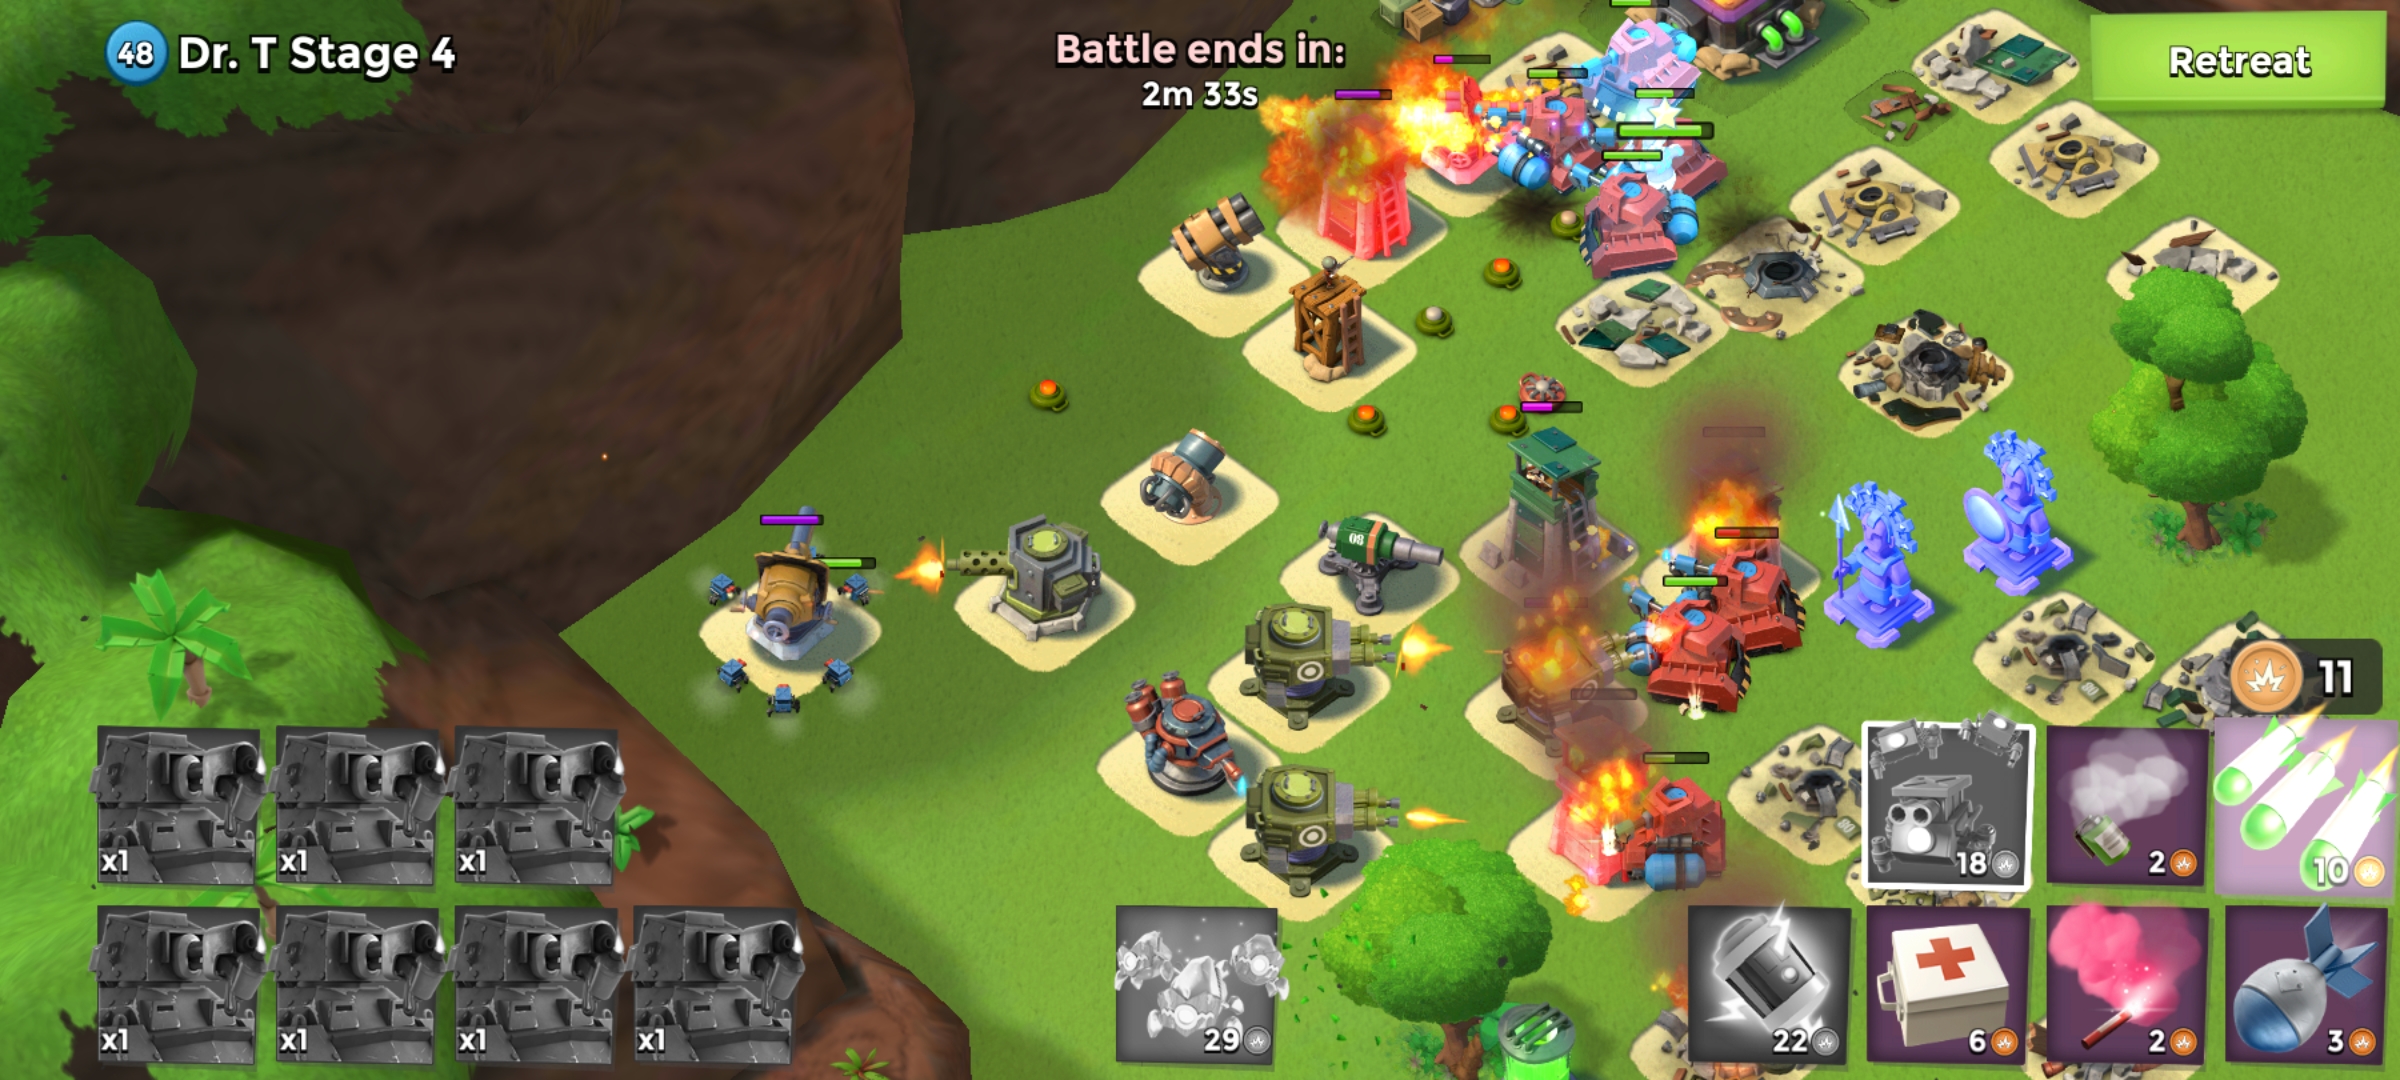 48 Dr. T Stage 4
Battle ends in:
2m 33s
Retreat
08
11
x1 x1 x1
18 2 10
x1 x1 x1 x1
29 22 6 2 3